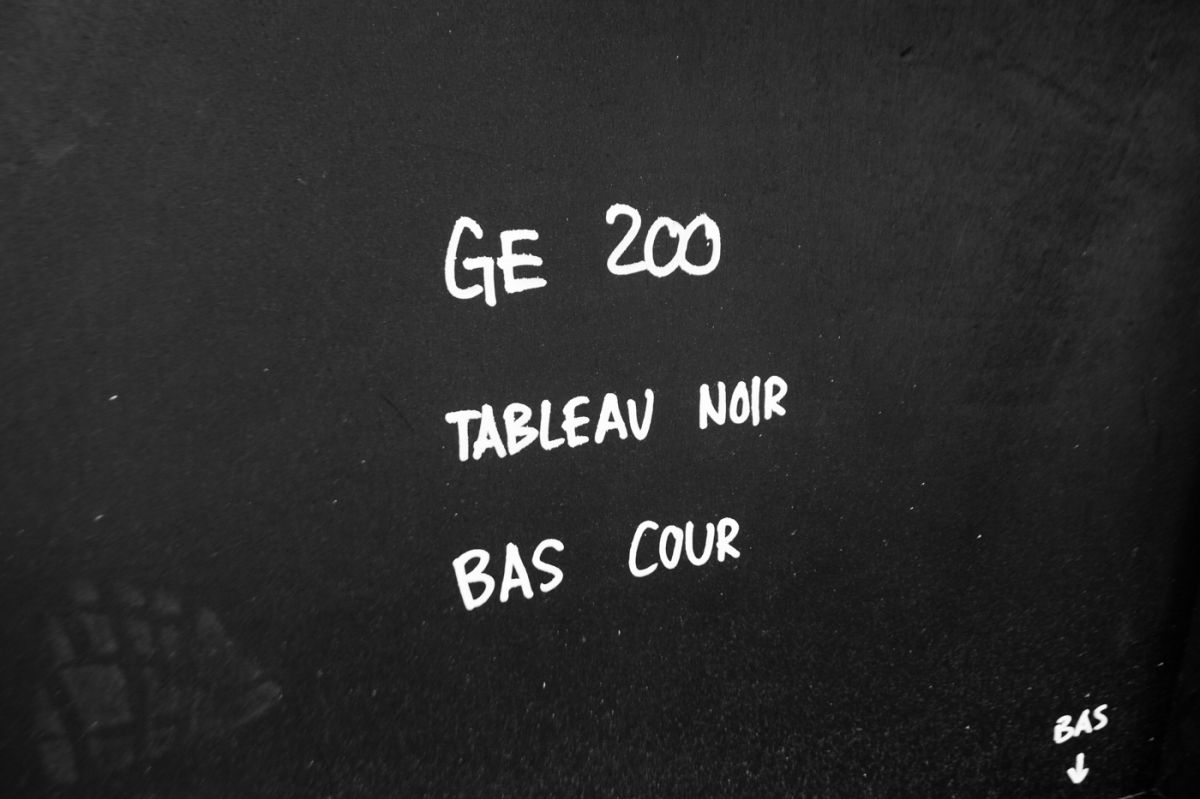 GE 200
TABLEAU NOIR
BAS COUR
BAS
↓